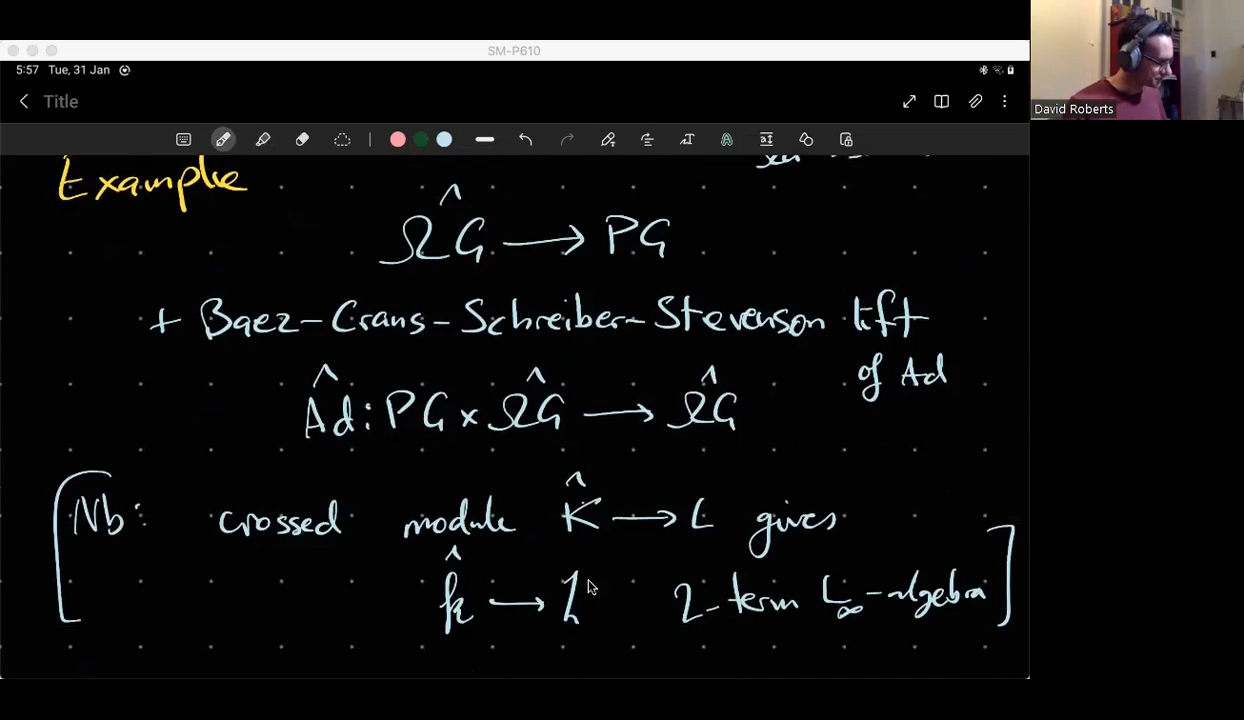 SM-P610
5:57 Tue, 31 Jan
Title
David Roberts
Example
Ω̂G → PG
+ Baez-Crans-Schreiber-Stevenson lift
of Ad
Âd: PG × Ω̂G → Ω̂G
Nb: crossed module K̂ → L gives
k̂ → l 2-term L∞-algebra